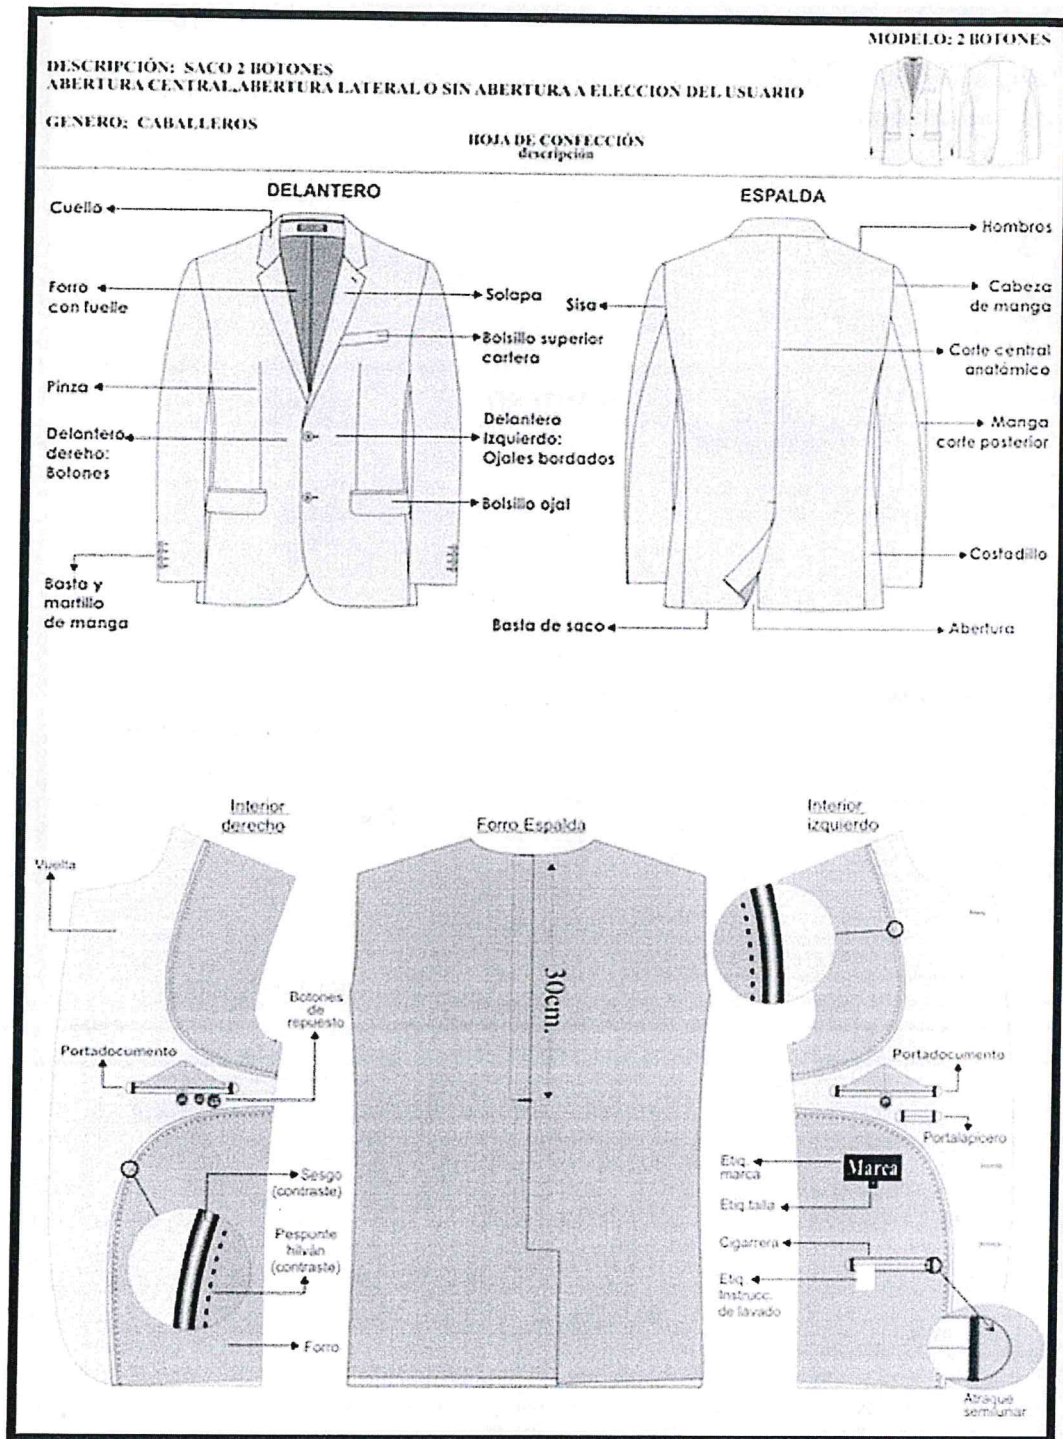 MODELO: 2 BOTONES
DESCRIPCIÓN: SACO 2 BOTONES
ABERTURA CENTRAL, ABERTURA LATERAL O SIN ABERTURA A ELECCION DEL USUARIO
GENERO: CABALLEROS
HOJA DE CONFECCIÓN
descripción
DELANTERO
Cuello
Forro
con fuelle
Pinza
Delantero
dereho:
Botones
Basta y
martillo
de manga
Solapa
Bolsillo superior
cartera
Delantero
Izquierdo:
Ojales bordados
Bolsillo ojal
ESPALDA
Sisa
Basta de saco
Hombros
Cabeza
de manga
Corte central
anatómico
Manga
corte posterior
Costadillo
Abertura
Interior
derecho
Vuelta
Portadocumento
Botones
de
repuesto
Sesgo
(contraste)
Pespunte
hilván
(contraste)
Forro
Forro Espalda
30cm.
Interior
izquierdo
Portadocumento
Portalapicero
Etiq.
marca
Marca
Etiq.talla
Cigarrera
Etiq.
Instrucc.
de lavado
Atraque
semilunar